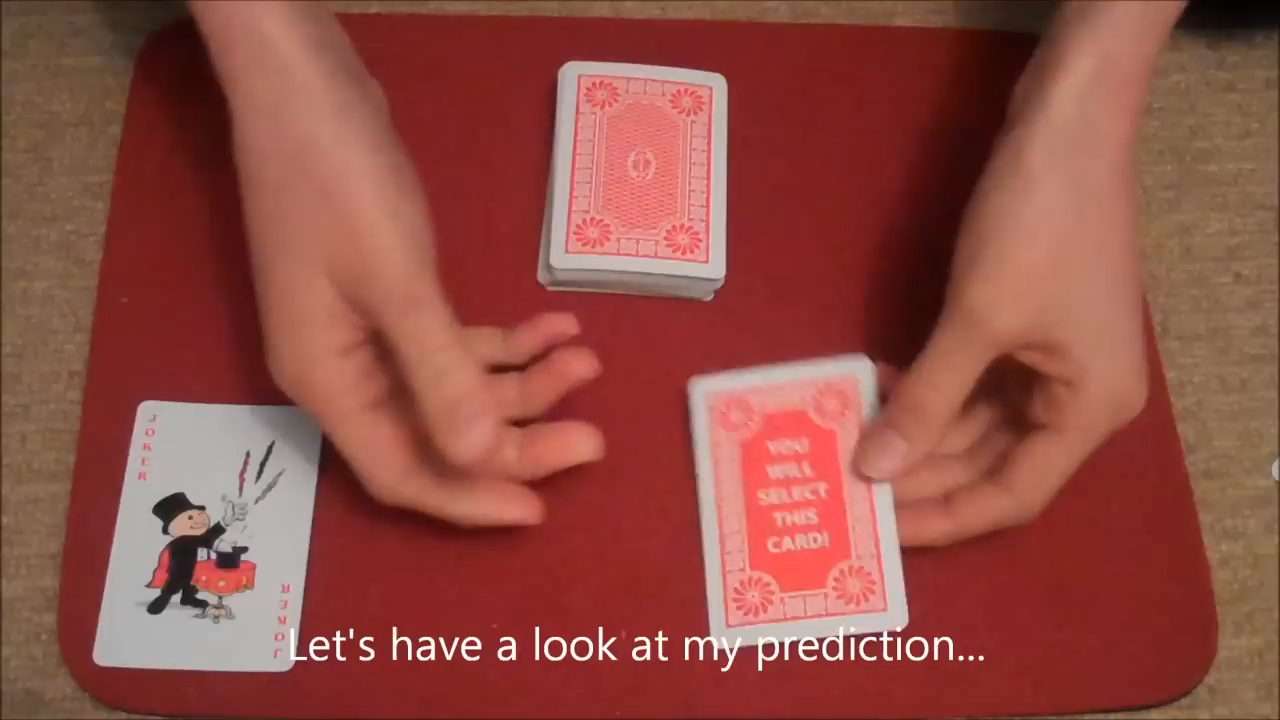 JOKER
YOU
WILL
SELECT
THIS
CARD!
JOKER
Let's have a look at my prediction...